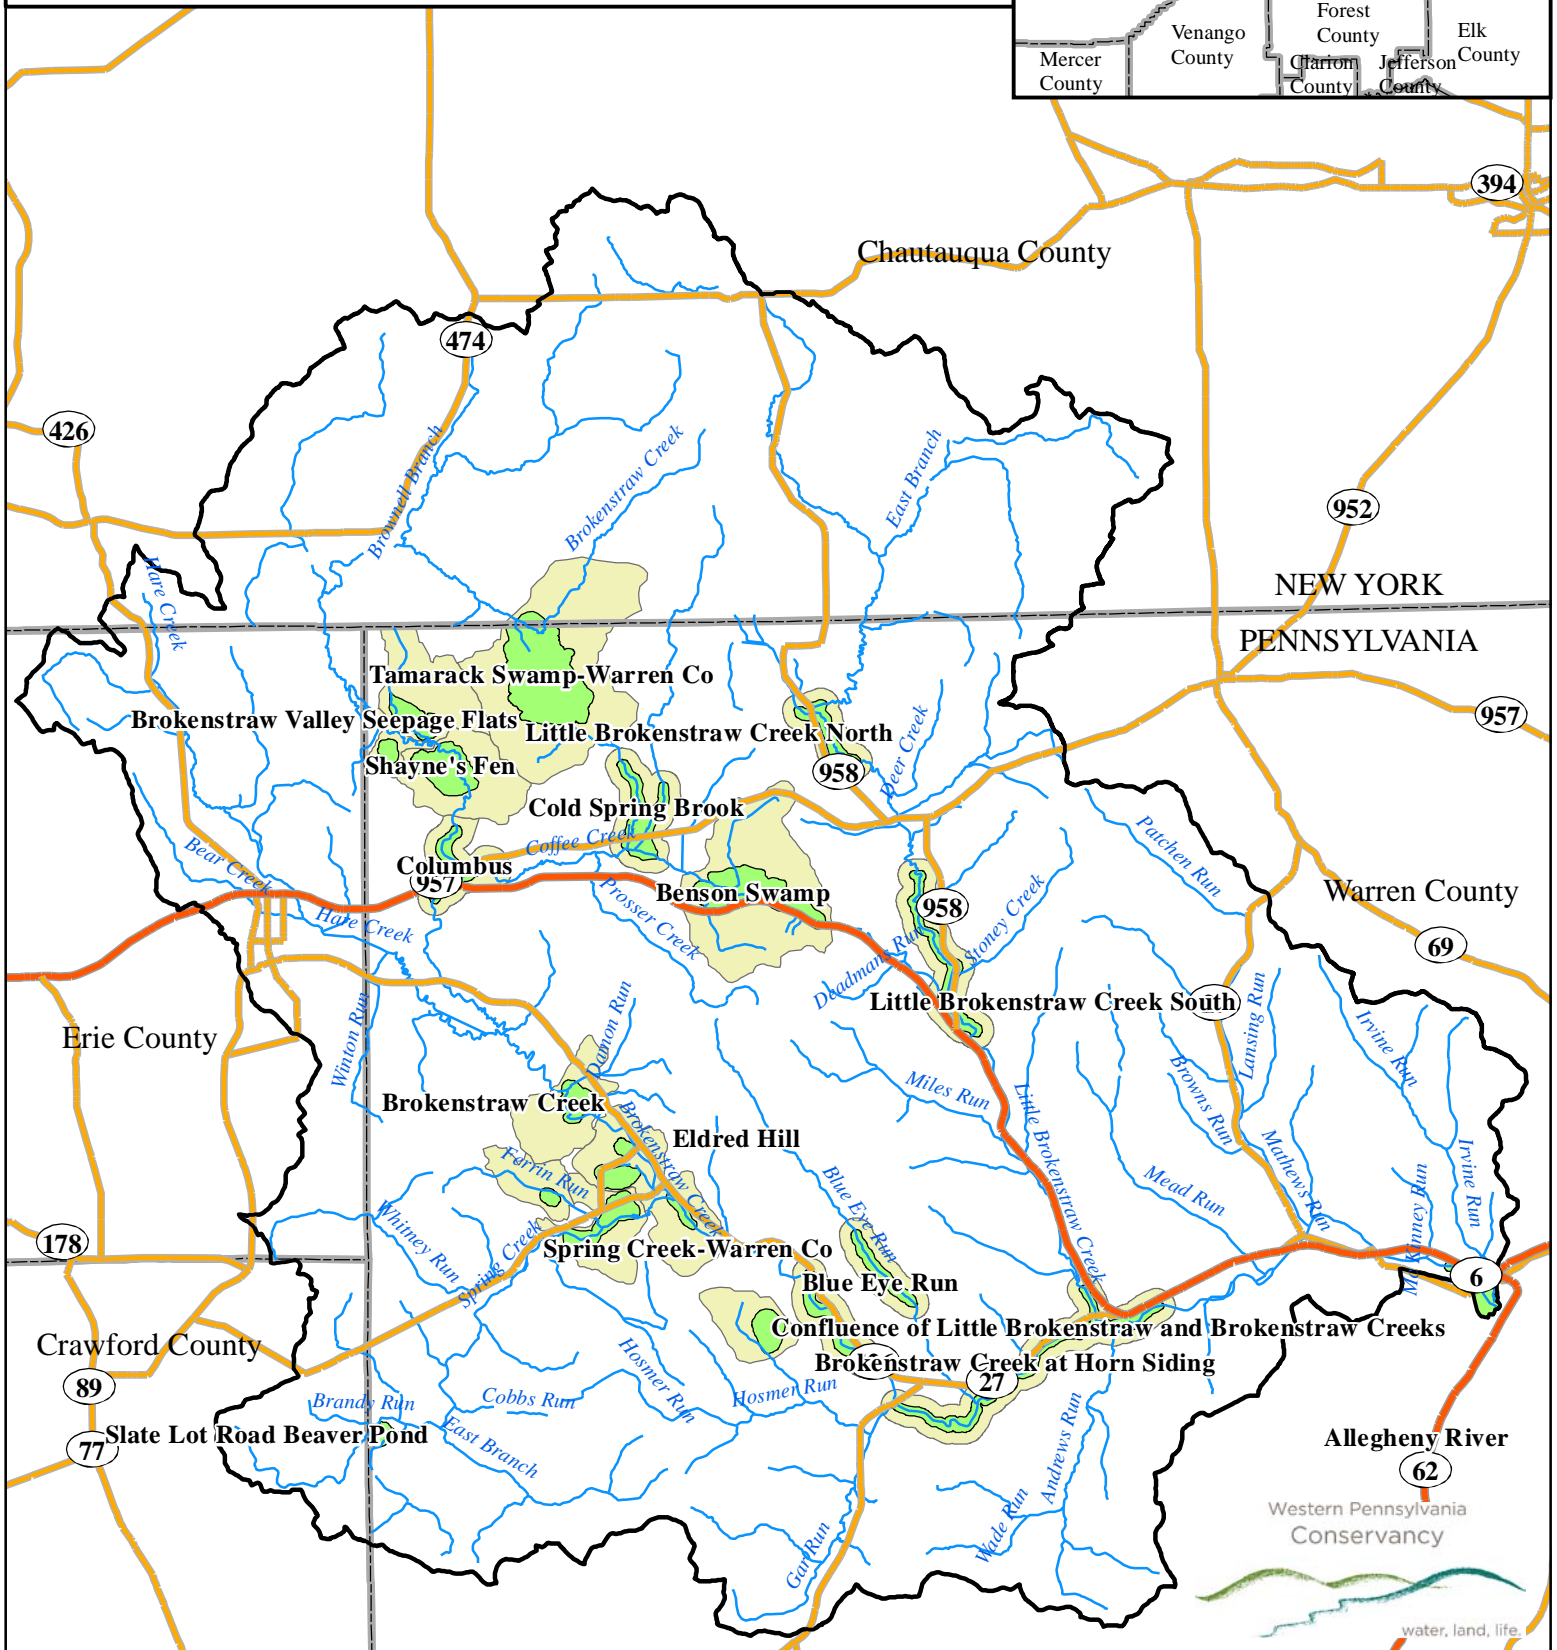 Forest
County
Venango
County
Elk
County
Mercer
County
Clarion
County
Jefferson
County
394
Chautauqua County
474
426
Brownell Branch
Brokenstraw Creek
East Branch
952
Hare Creek
NEW YORK
PENNSYLVANIA
Tamarack Swamp-Warren Co
Brokenstraw Valley Seepage Flats
Little Brokenstraw Creek North
957
Shayne's Fen
958
Deer Creek
Cold Spring Brook
Coffee Creek
Patchen Run
Bear Creek
Columbus
957
Benson Swamp
Warren County
Prosser Creek
958
Hare Creek
Stoney Creek
69
Deadmans Run
Little Brokenstraw Creek South
Erie County
Winton Run
Damon Run
Lansing Run
Irvine Run
Browns Run
Miles Run
Brokenstraw Creek
Brokenstraw Creek
Little Brokenstraw Creek
Eldred Hill
Mathews Run
Irvine Run
Ferrin Run
Blue Eye Run
Mead Run
McKinney Run
Whitney Run
178
Spring Creek
Spring Creek-Warren Co
Blue Eye Run
6
Confluence of Little Brokenstraw and Brokenstraw Creeks
Crawford County
Brokenstraw Creek at Horn Siding
27
89
Hosmer Run
Hosmer Run
Brandy Run
Cobbs Run
Slate Lot Road Beaver Pond
East Branch
77
Andrews Run
Allegheny River
62
Wade Run
Gar Run
Western Pennsylvania
Conservancy
water, land, life.